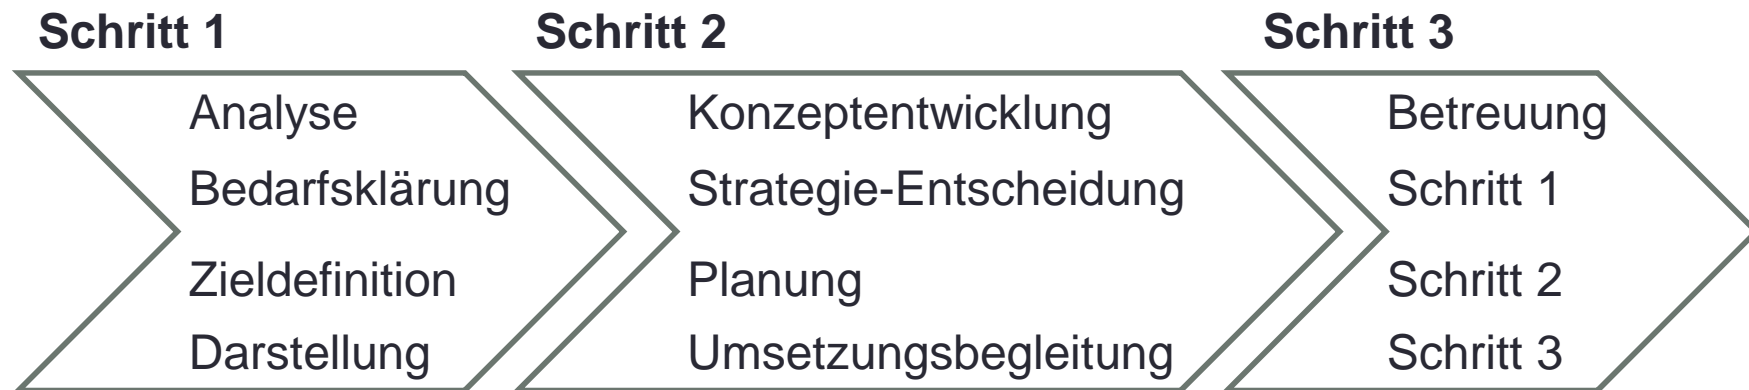 Schritt 1
Analyse
Bedarfsklärung
Zieldefinition
Darstellung
Schritt 2
Konzeptentwicklung
Strategie-Entscheidung
Planung
Umsetzungsbegleitung
Schritt 3
Betreuung
Schritt 1
Schritt 2
Schritt 3